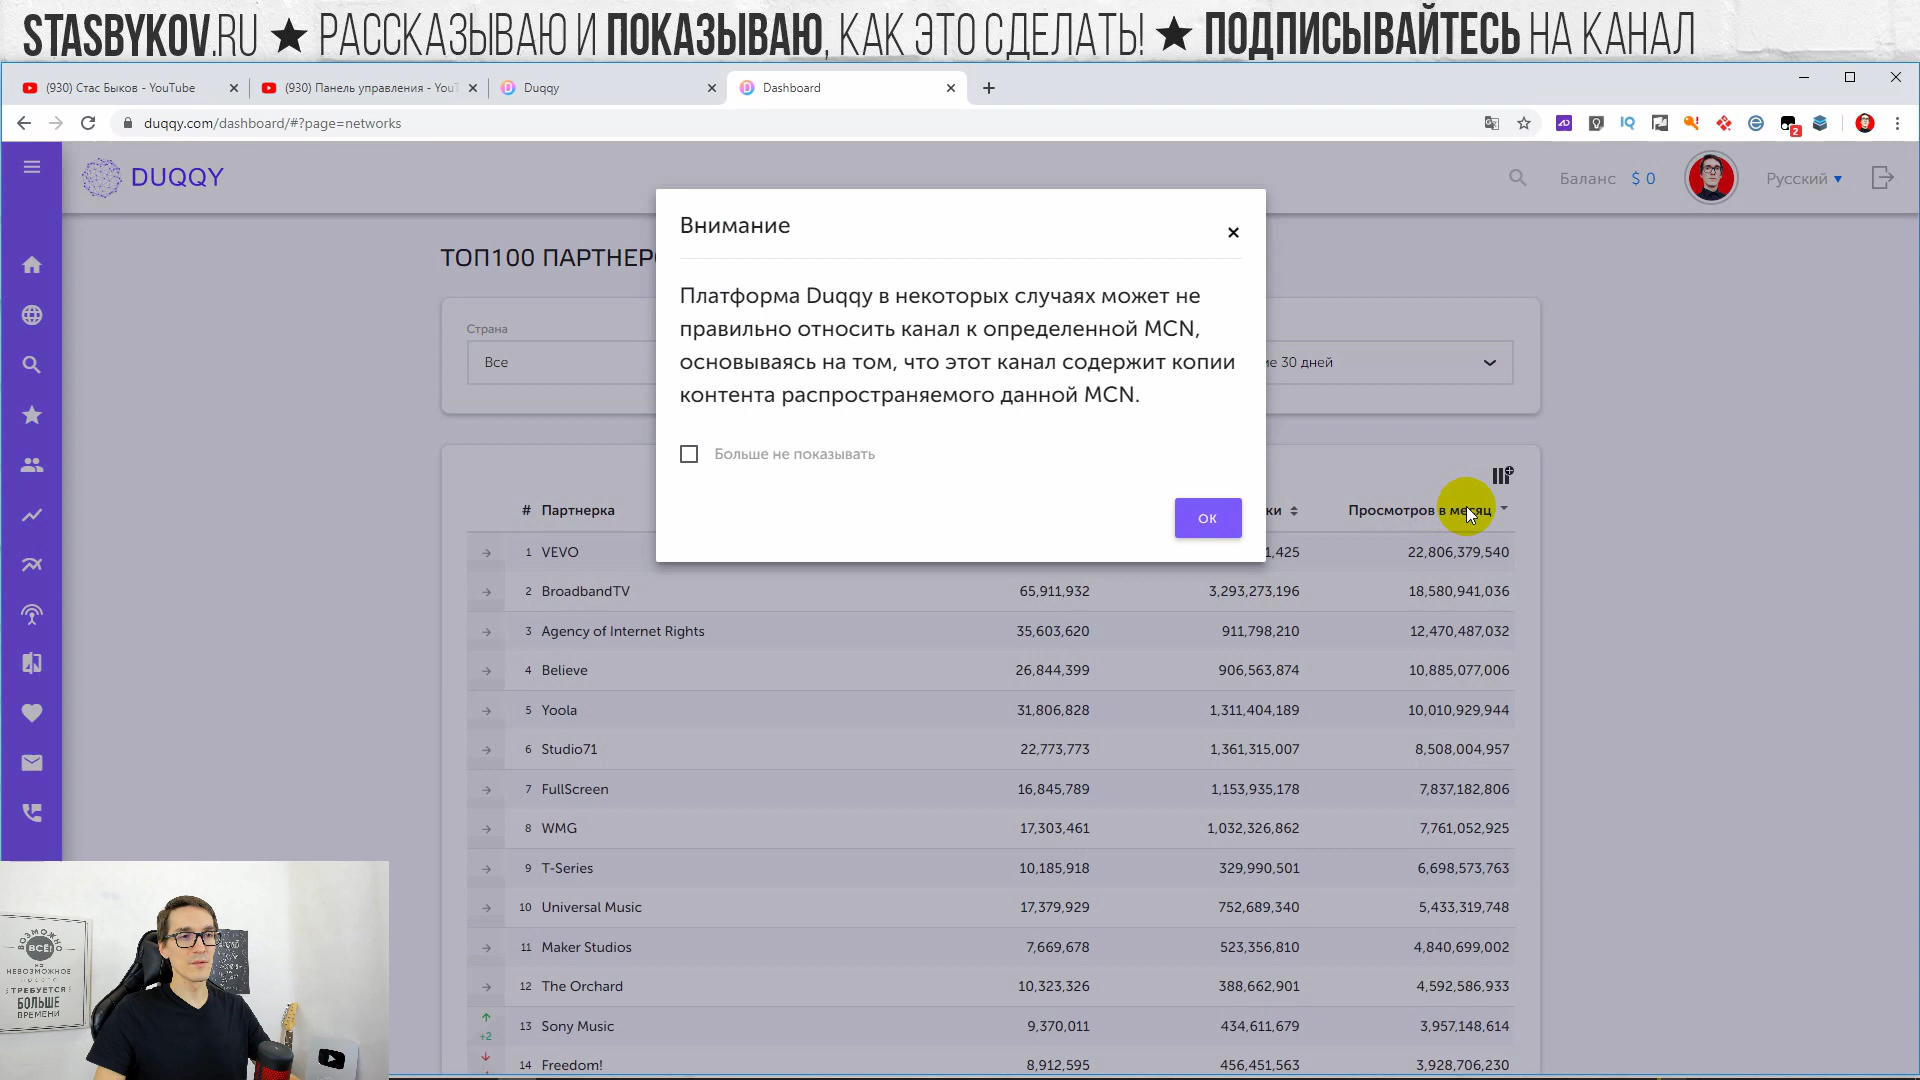 STASBYKOV.RU ★ РАССКАЗЫВАЮ И ПОКАЗЫВАЮ, КАК ЭТО СДЕЛАТЬ! ★ ПОДПИСЫВАЙТЕСЬ НА КАНАЛ
(930) Стас Быков - YouTube
(930) Панель управления - YouT
Duqqy
Dashboard
duqqy.com/dashboard/#?page=networks
2
DUQQY
Баланс $ 0
Русский
ТОП100 ПАРТНЕР
Страна
Все
ие 30 дней
Внимание
Платформа Duqqy в некоторых случаях может не
правильно относить канал к определенной MCN,
основываясь на том, что этот канал содержит копии
контента распространяемого данной MCN.
Больше не показывать
OK
# Партнерка ки Просмотров в месяц
1 VEVO 1,425 22,806,379,540
2 BroadbandTV 65,911,932 3,293,273,196 18,580,941,036
3 Agency of Internet Rights 35,603,620 911,798,210 12,470,487,032
4 Believe 26,844,399 906,563,874 10,885,077,006
5 Yoola 31,806,828 1,311,404,189 10,010,929,944
6 Studio71 22,773,773 1,361,315,007 8,508,004,957
7 FullScreen 16,845,789 1,153,935,178 7,837,182,806
8 WMG 17,303,461 1,032,326,862 7,761,052,925
9 T-Series 10,185,918 329,990,501 6,698,573,763
10 Universal Music 17,379,929 752,689,340 5,433,319,748
11 Maker Studios 7,669,678 523,356,810 4,840,699,002
12 The Orchard 10,323,326 388,662,901 4,592,586,933
+2 13 Sony Music 9,370,011 434,611,679 3,957,148,614
14 Freedom! 8,912,595 456,451,563 3,928,706,230
ВОЗМОЖНО
ВСЁ!
НЕВОЗМОЖНОЕ
ПРОСТО
ТРЕБУЕТСЯ
БОЛЬШЕ
ВРЕМЕНИ